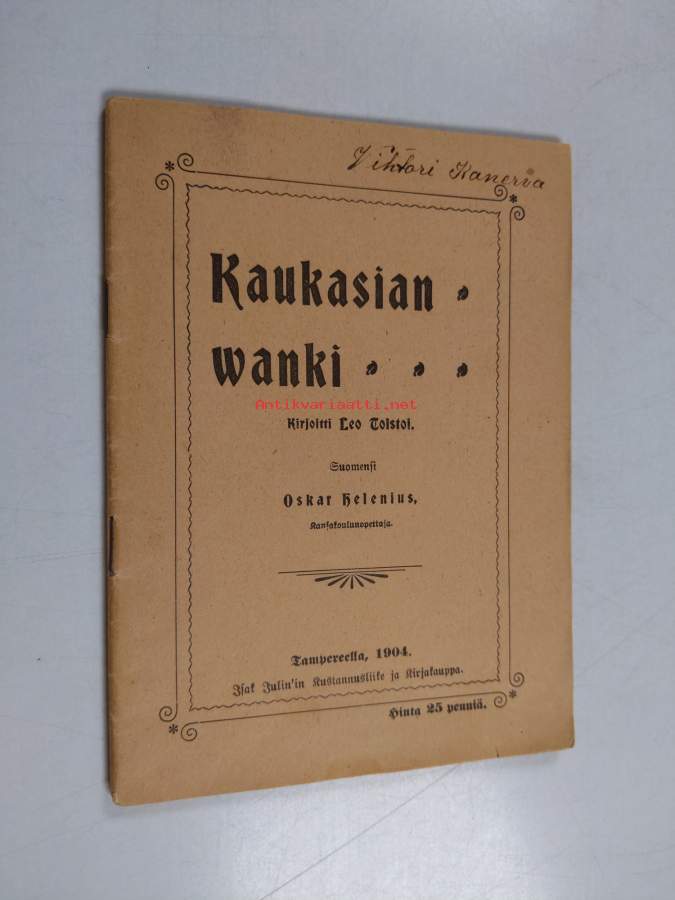 Vihtori Kanerva
Kaukasian
wanki
Antikvariaatti.net
Kirjoitti Leo Tolstoi.
Suomensi
Oskar Helenius,
Kansakoulunopettaja.
Tampereella, 1904.
Isak Julin'in Kustannusliike ja Kirjakauppa.
Hinta 25 penniä.